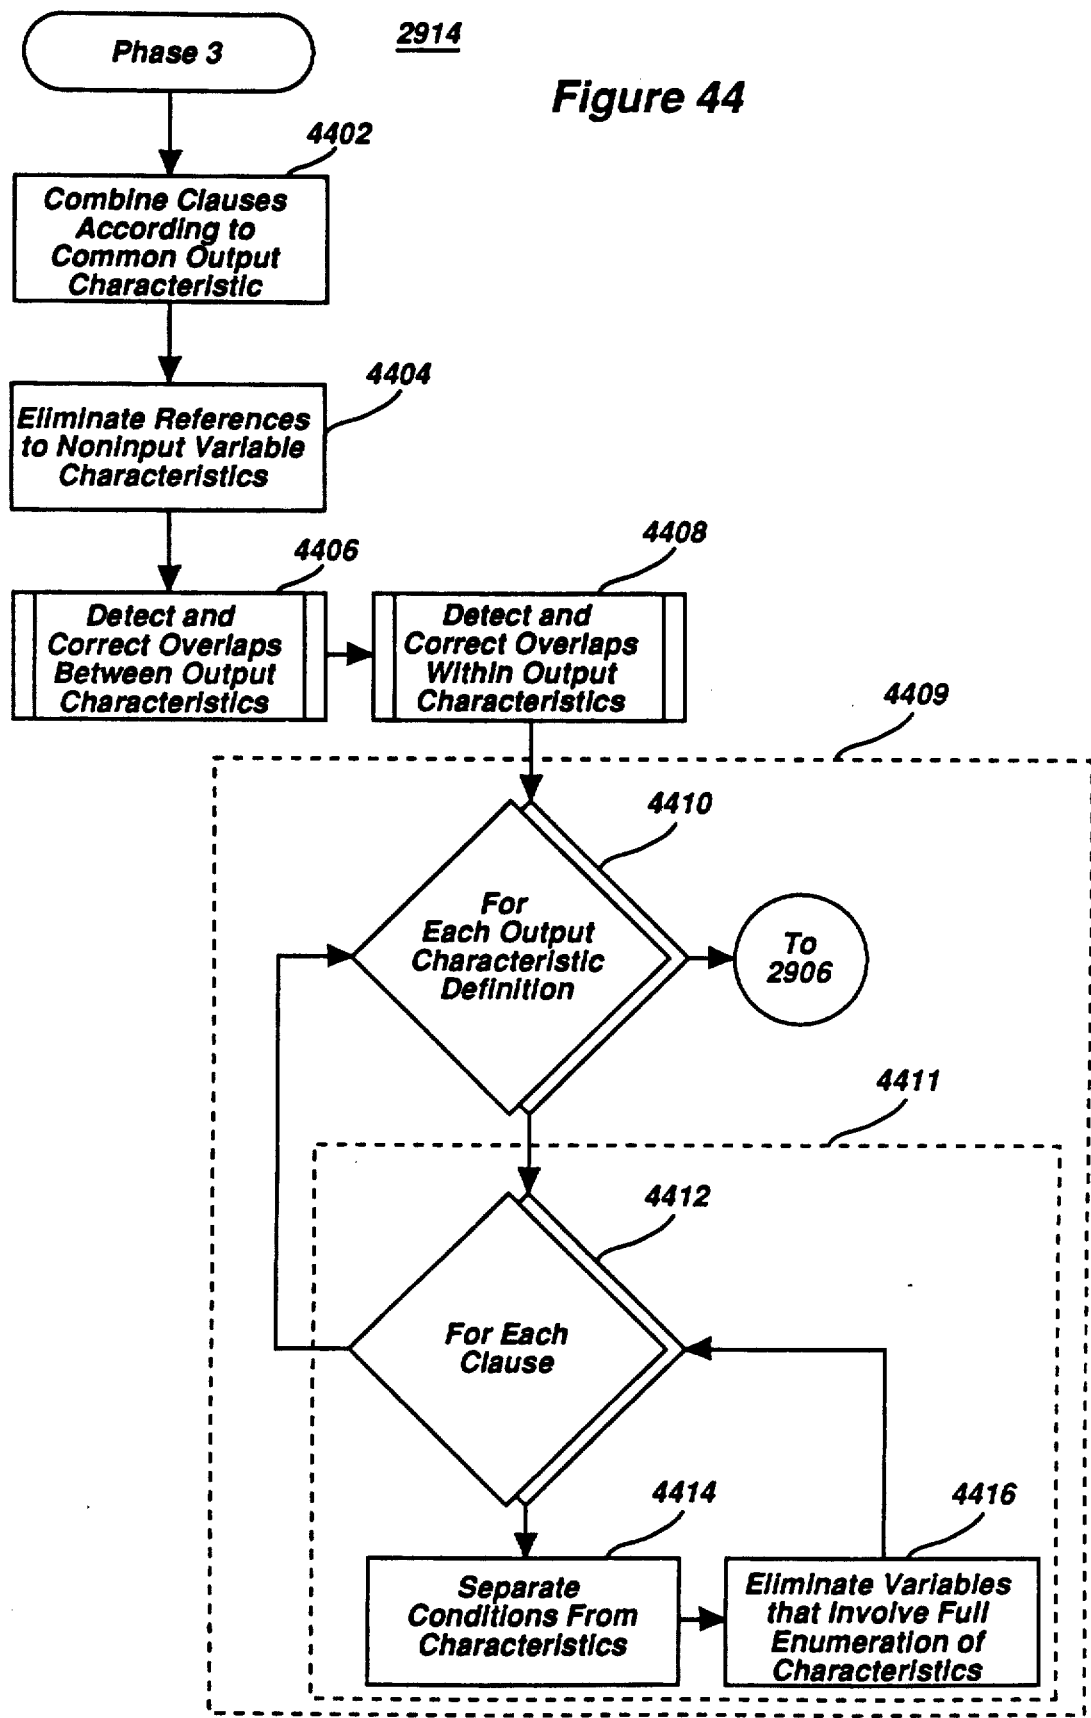 Phase 3
2914
Figure 44
4402
Combine Clauses
According to
Common Output
Characteristic
4404
Eliminate References
to Noninput Variable
Characteristics
4406
Detect and
Correct Overlaps
Between Output
Characteristics
4408
Detect and
Correct Overlaps
Within Output
Characteristics
4409
4410
For
Each Output
Characteristic
Definition
To
2906
4411
4412
For Each
Clause
4414
Separate
Conditions From
Characteristics
4416
Eliminate Variables
that Involve Full
Enumeration of
Characteristics